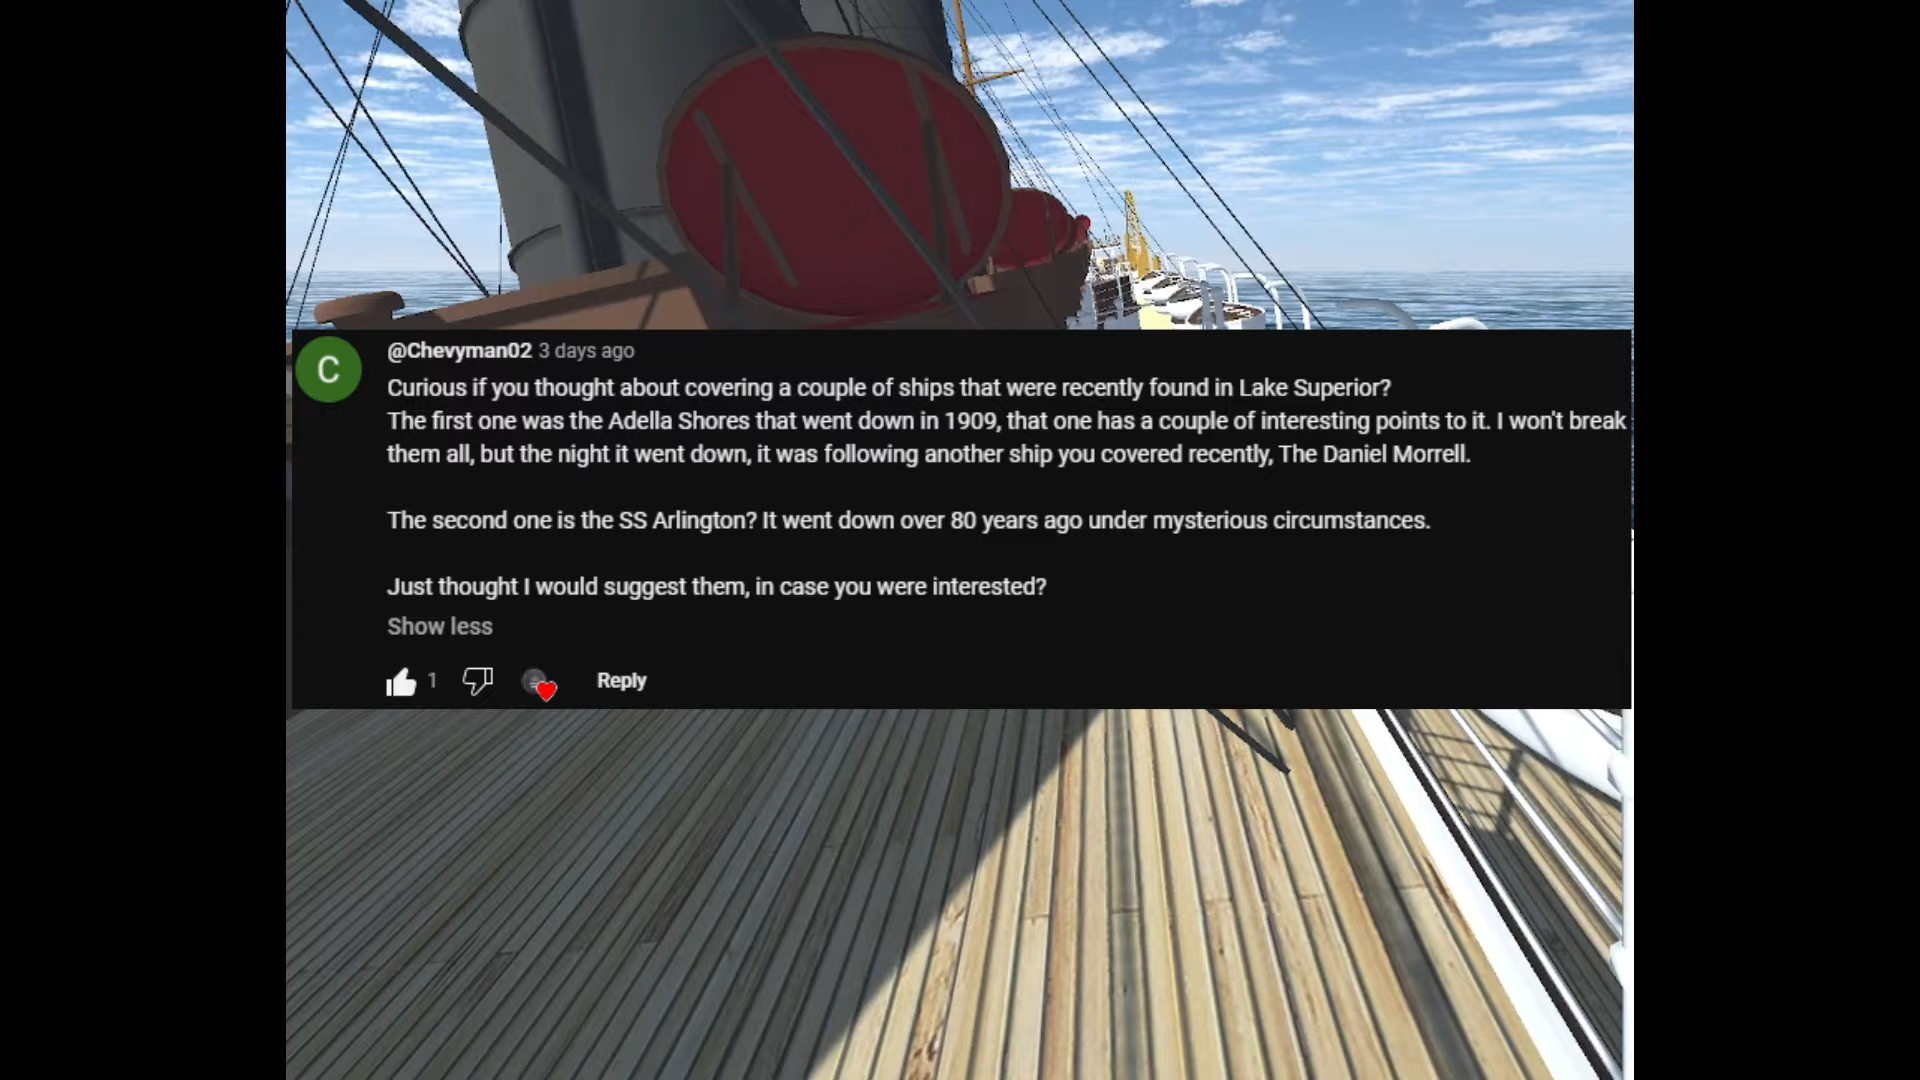 C
@Chevyman02 3 days ago
Curious if you thought about covering a couple of ships that were recently found in Lake Superior?
The first one was the Adella Shores that went down in 1909, that one has a couple of interesting points to it. I won't break
them all, but the night it went down, it was following another ship you covered recently, The Daniel Morrell.
The second one is the SS Arlington? It went down over 80 years ago under mysterious circumstances.
Just thought I would suggest them, in case you were interested?
Show less
1 Reply